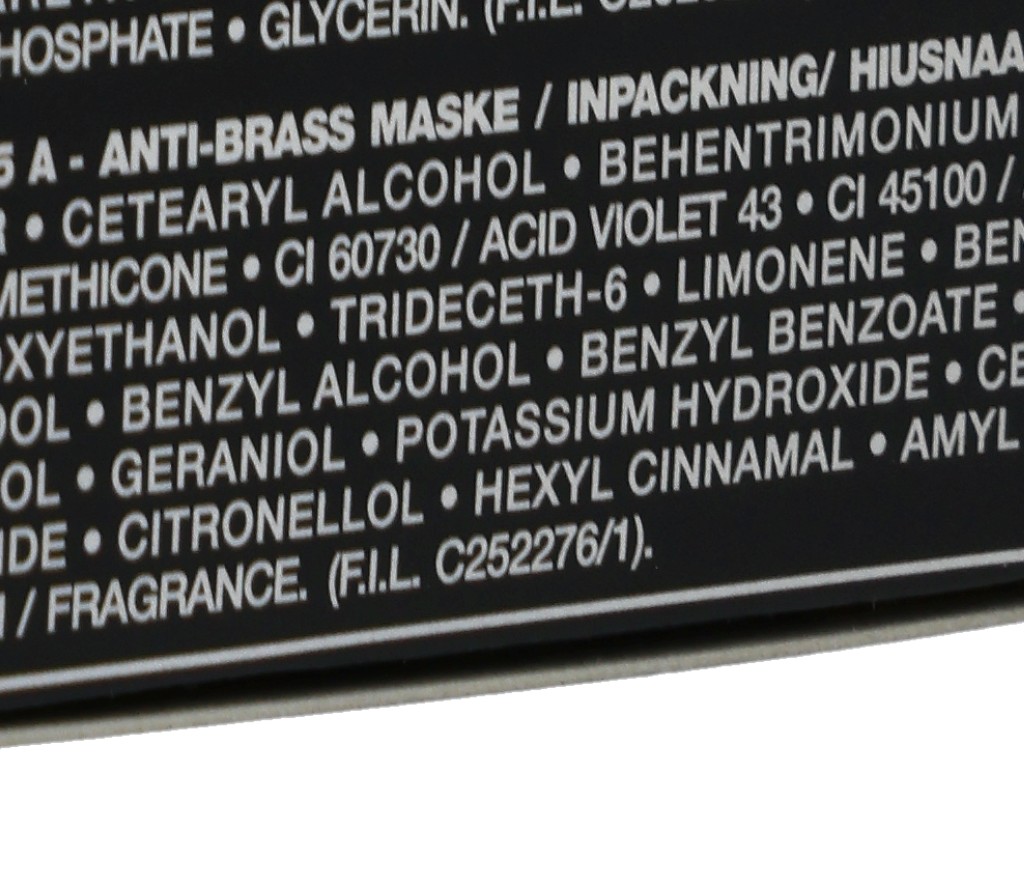 HOSPHATE • GLYCERIN. (F.I.L.
5 A - ANTI-BRASS MASKE / INPACKNING/ HIUSNAA
R • CETEARYL ALCOHOL • BEHENTRIMONIUM
METHICONE • CI 60730 / ACID VIOLET 43 • CI 45100 /
OXYETHANOL • TRIDECETH-6 • LIMONENE • BEN
OOL • BENZYL ALCOHOL • BENZYL BENZOATE •
OL • GERANIOL • POTASSIUM HYDROXIDE • CE
IDE • CITRONELLOL • HEXYL CINNAMAL • AMYL
/ FRAGRANCE. (F.I.L. C252276/1).